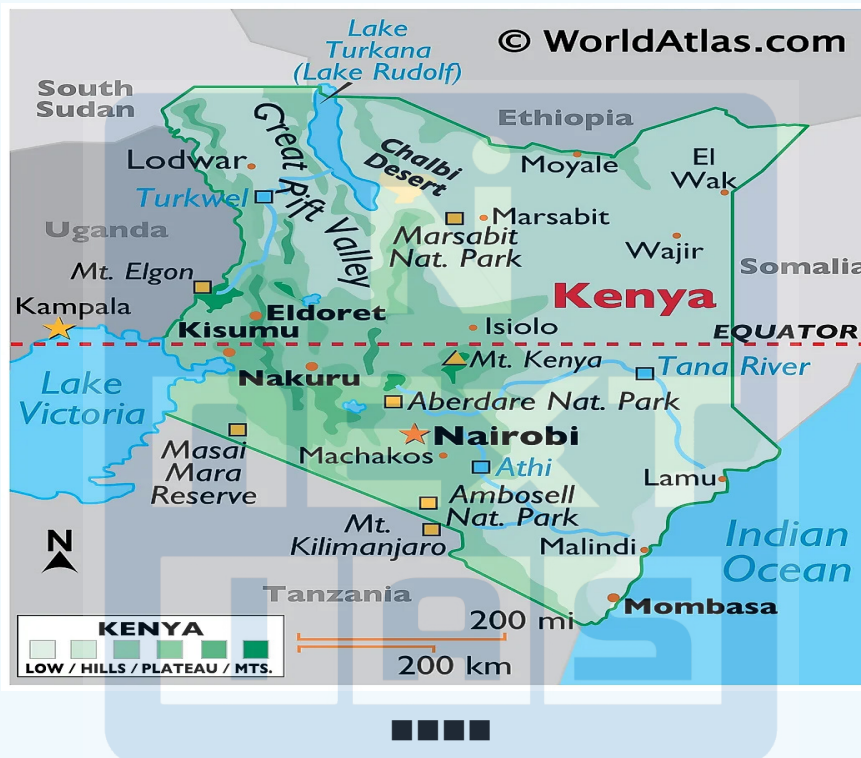 © WorldAtlas.com
Lake
Turkana
(Lake Rudolf)
South
Sudan
Ethiopia
Great Rift Valley
Chalbi
Desert
Lodwar
Moyale
El
Wak
Turkwel
Marsabit
Marsabit
Nat. Park
Uganda
Wajir
Somalia
Mt. Elgon
Kenya
Kampala
Eldoret
Kisumu
Isiolo
EQUATOR
Mt. Kenya
Tana River
Lake
Victoria
Nakuru
Aberdare Nat. Park
Nairobi
Masai
Mara
Reserve
Machakos
Athi
Lamu
Ambosell
Nat. Park
Mt.
Kilimanjaro
N
Malindi
Indian
Ocean
Tanzania
Mombasa
200 mi
200 km
KENYA
LOW / HILLS / PLATEAU / MTS.
NEXT
IAS